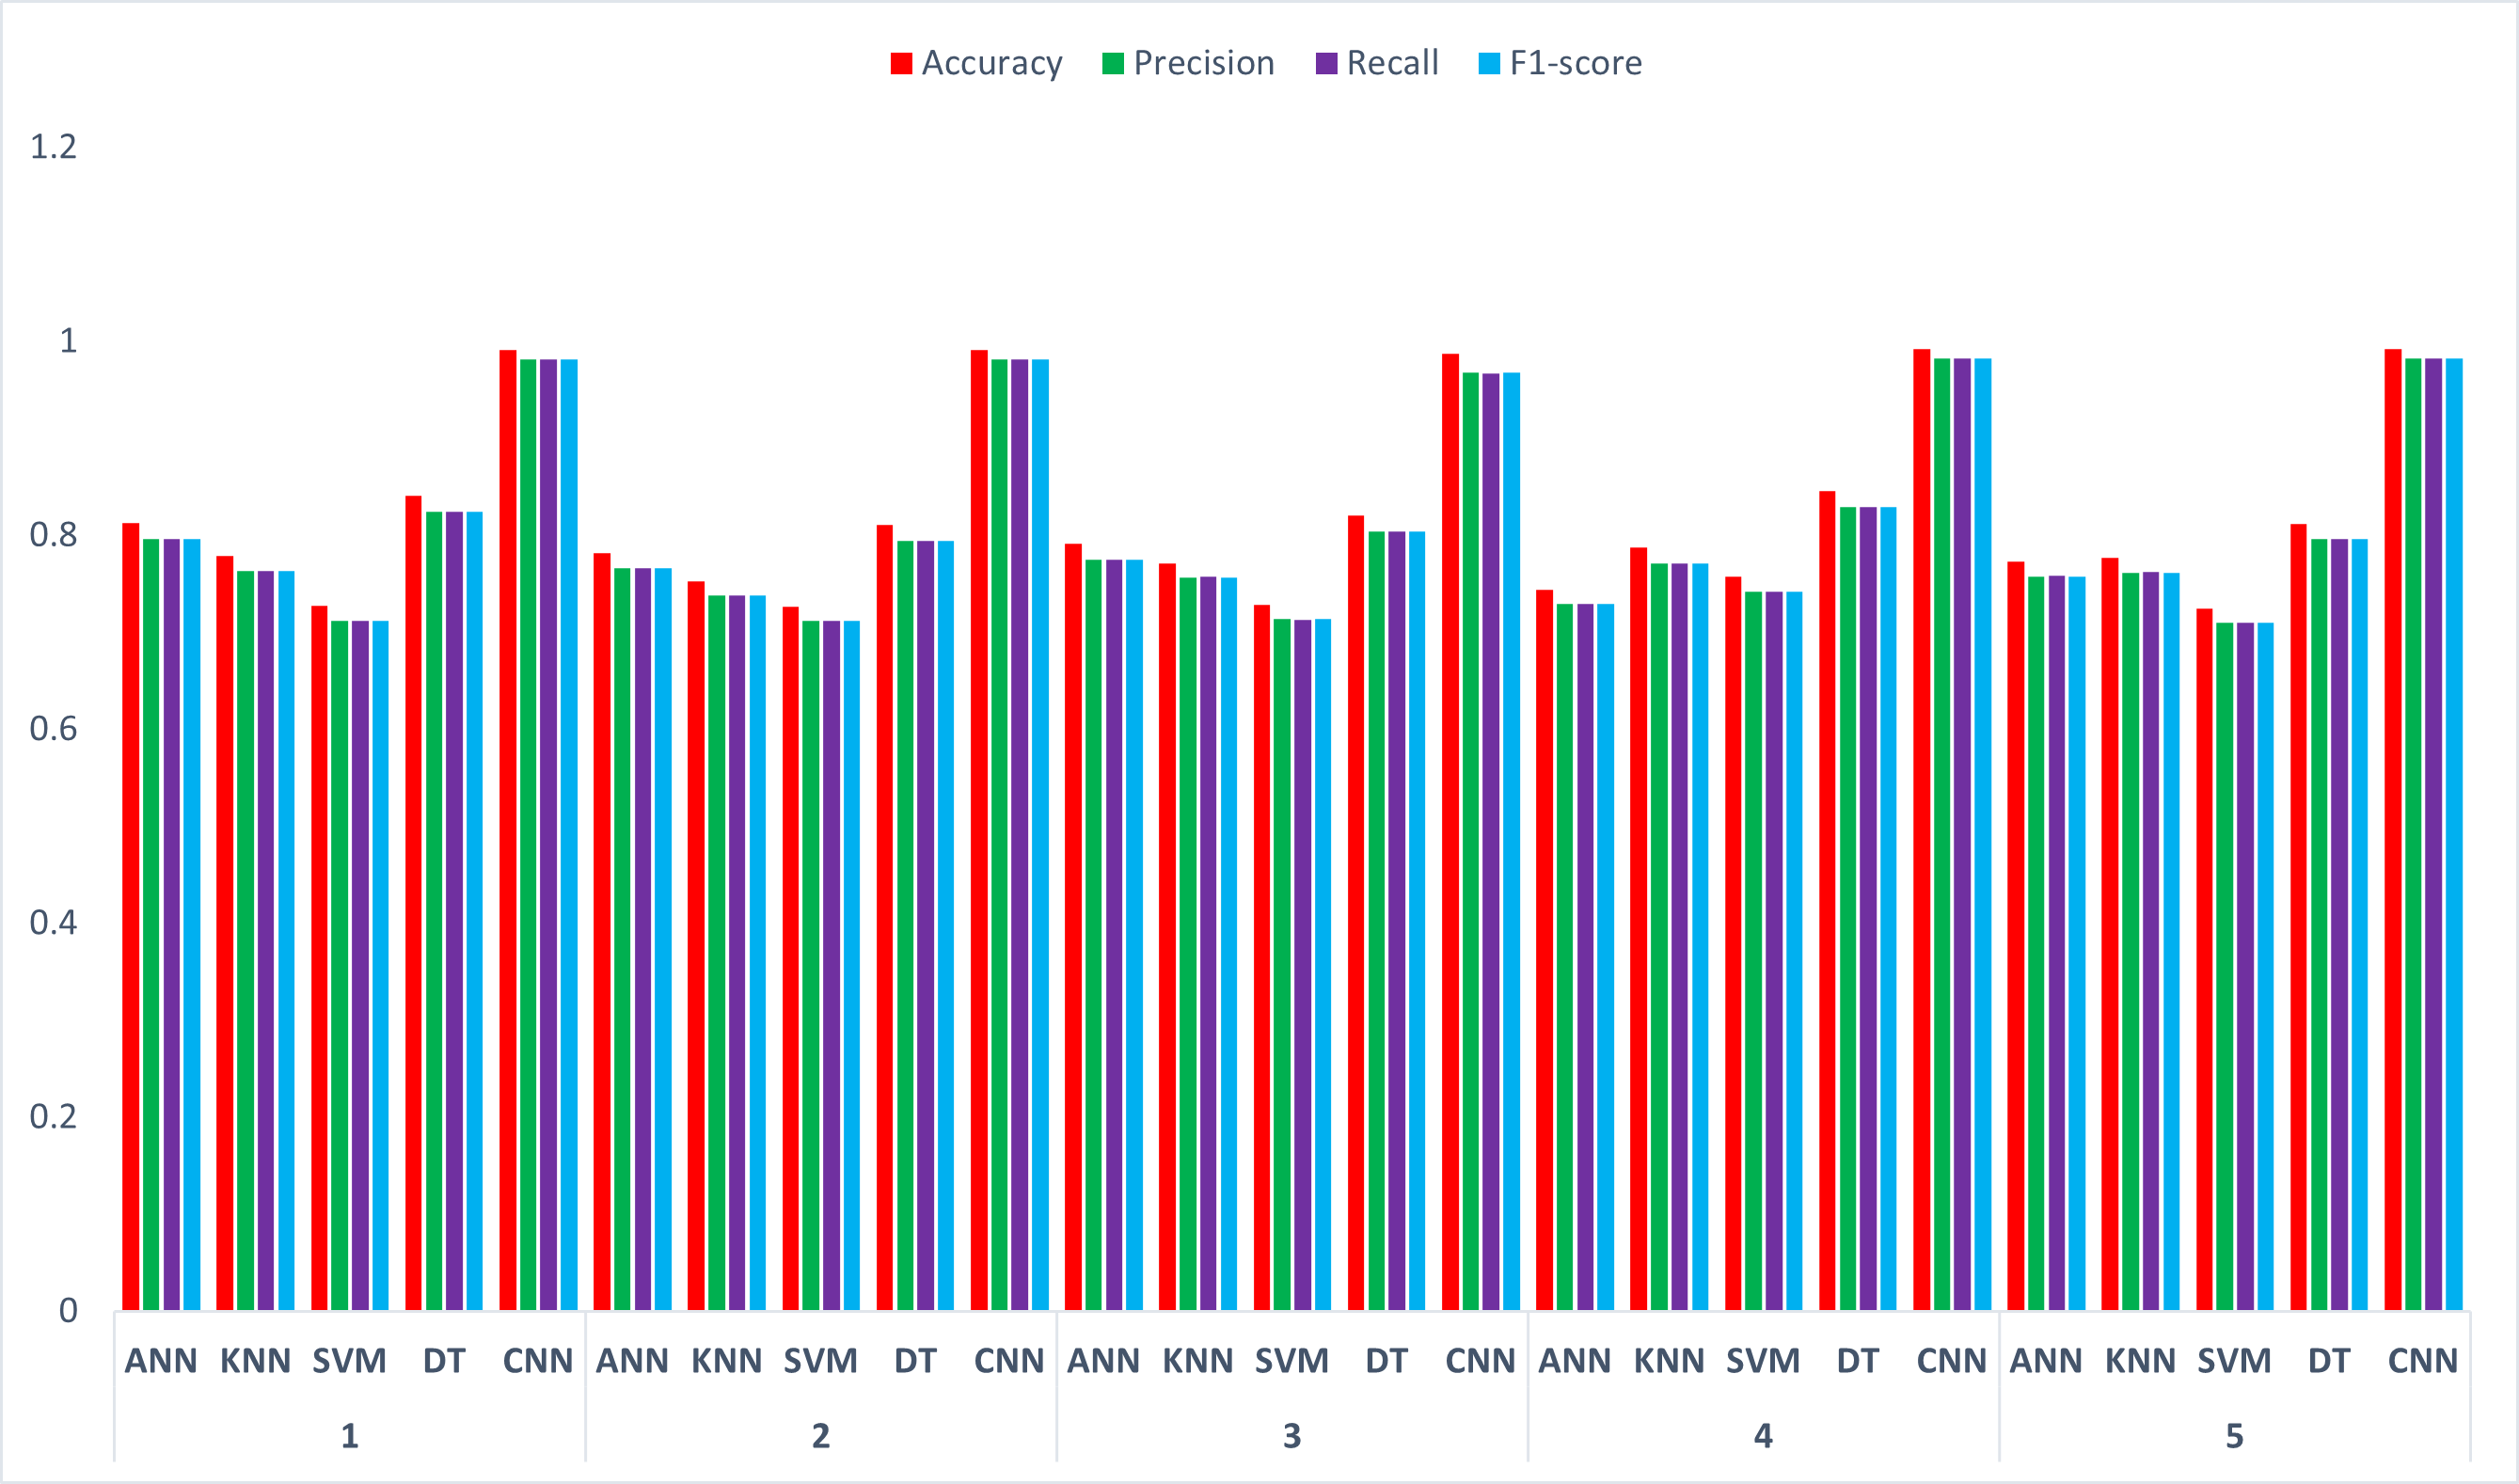 Accuracy Precision Recall F1-score
1.2
1
0.8
0.6
0.4
0.2
0
ANN KNN SVM DT CNN ANN KNN SVM DT CNN ANN KNN SVM DT CNN ANN KNN SVM DT CNN ANN KNN SVM DT CNN
1 2 3 4 5